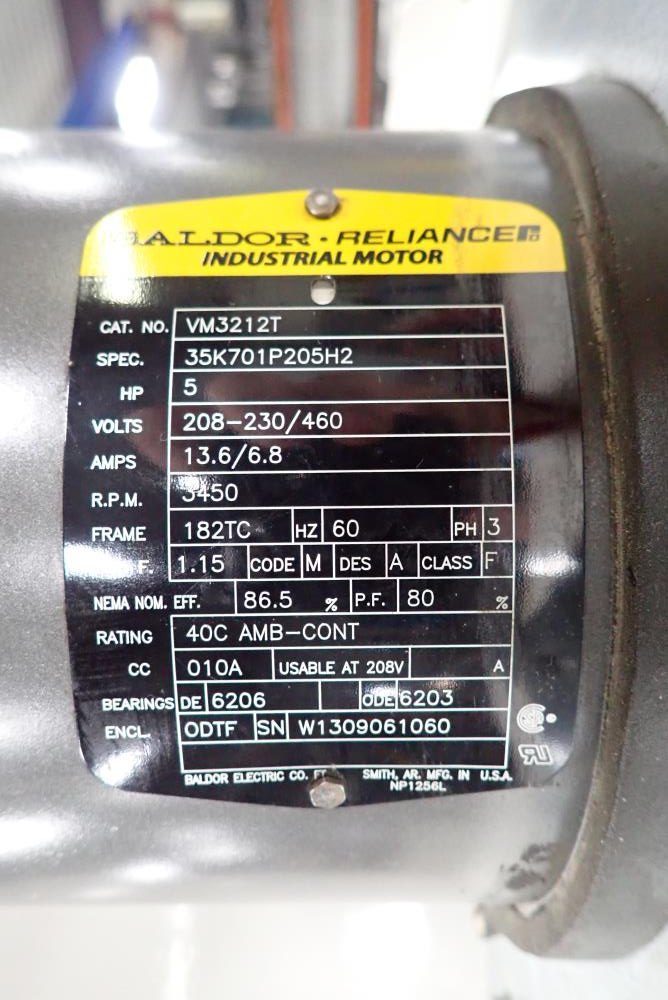 BALDOR · RELIANCE
INDUSTRIAL MOTOR
CAT. NO. VM3212T
SPEC. 35K701P205H2
HP 5
VOLTS 208-230/460
AMPS 13.6/6.8
R.P.M. 3450
FRAME 182TC HZ 60 PH 3
F. 1.15 CODE M DES A CLASS F
NEMA NOM. EFF. 86.5 % P.F. 80 %
RATING 40C AMB-CONT
CC 010A USABLE AT 208V A
BEARINGS DE 6206 ODE 6203
ENCL. ODTF SN W1309061060
BALDOR ELECTRIC CO. FT. SMITH, AR. MFG. IN U.S.A.
NP1256L